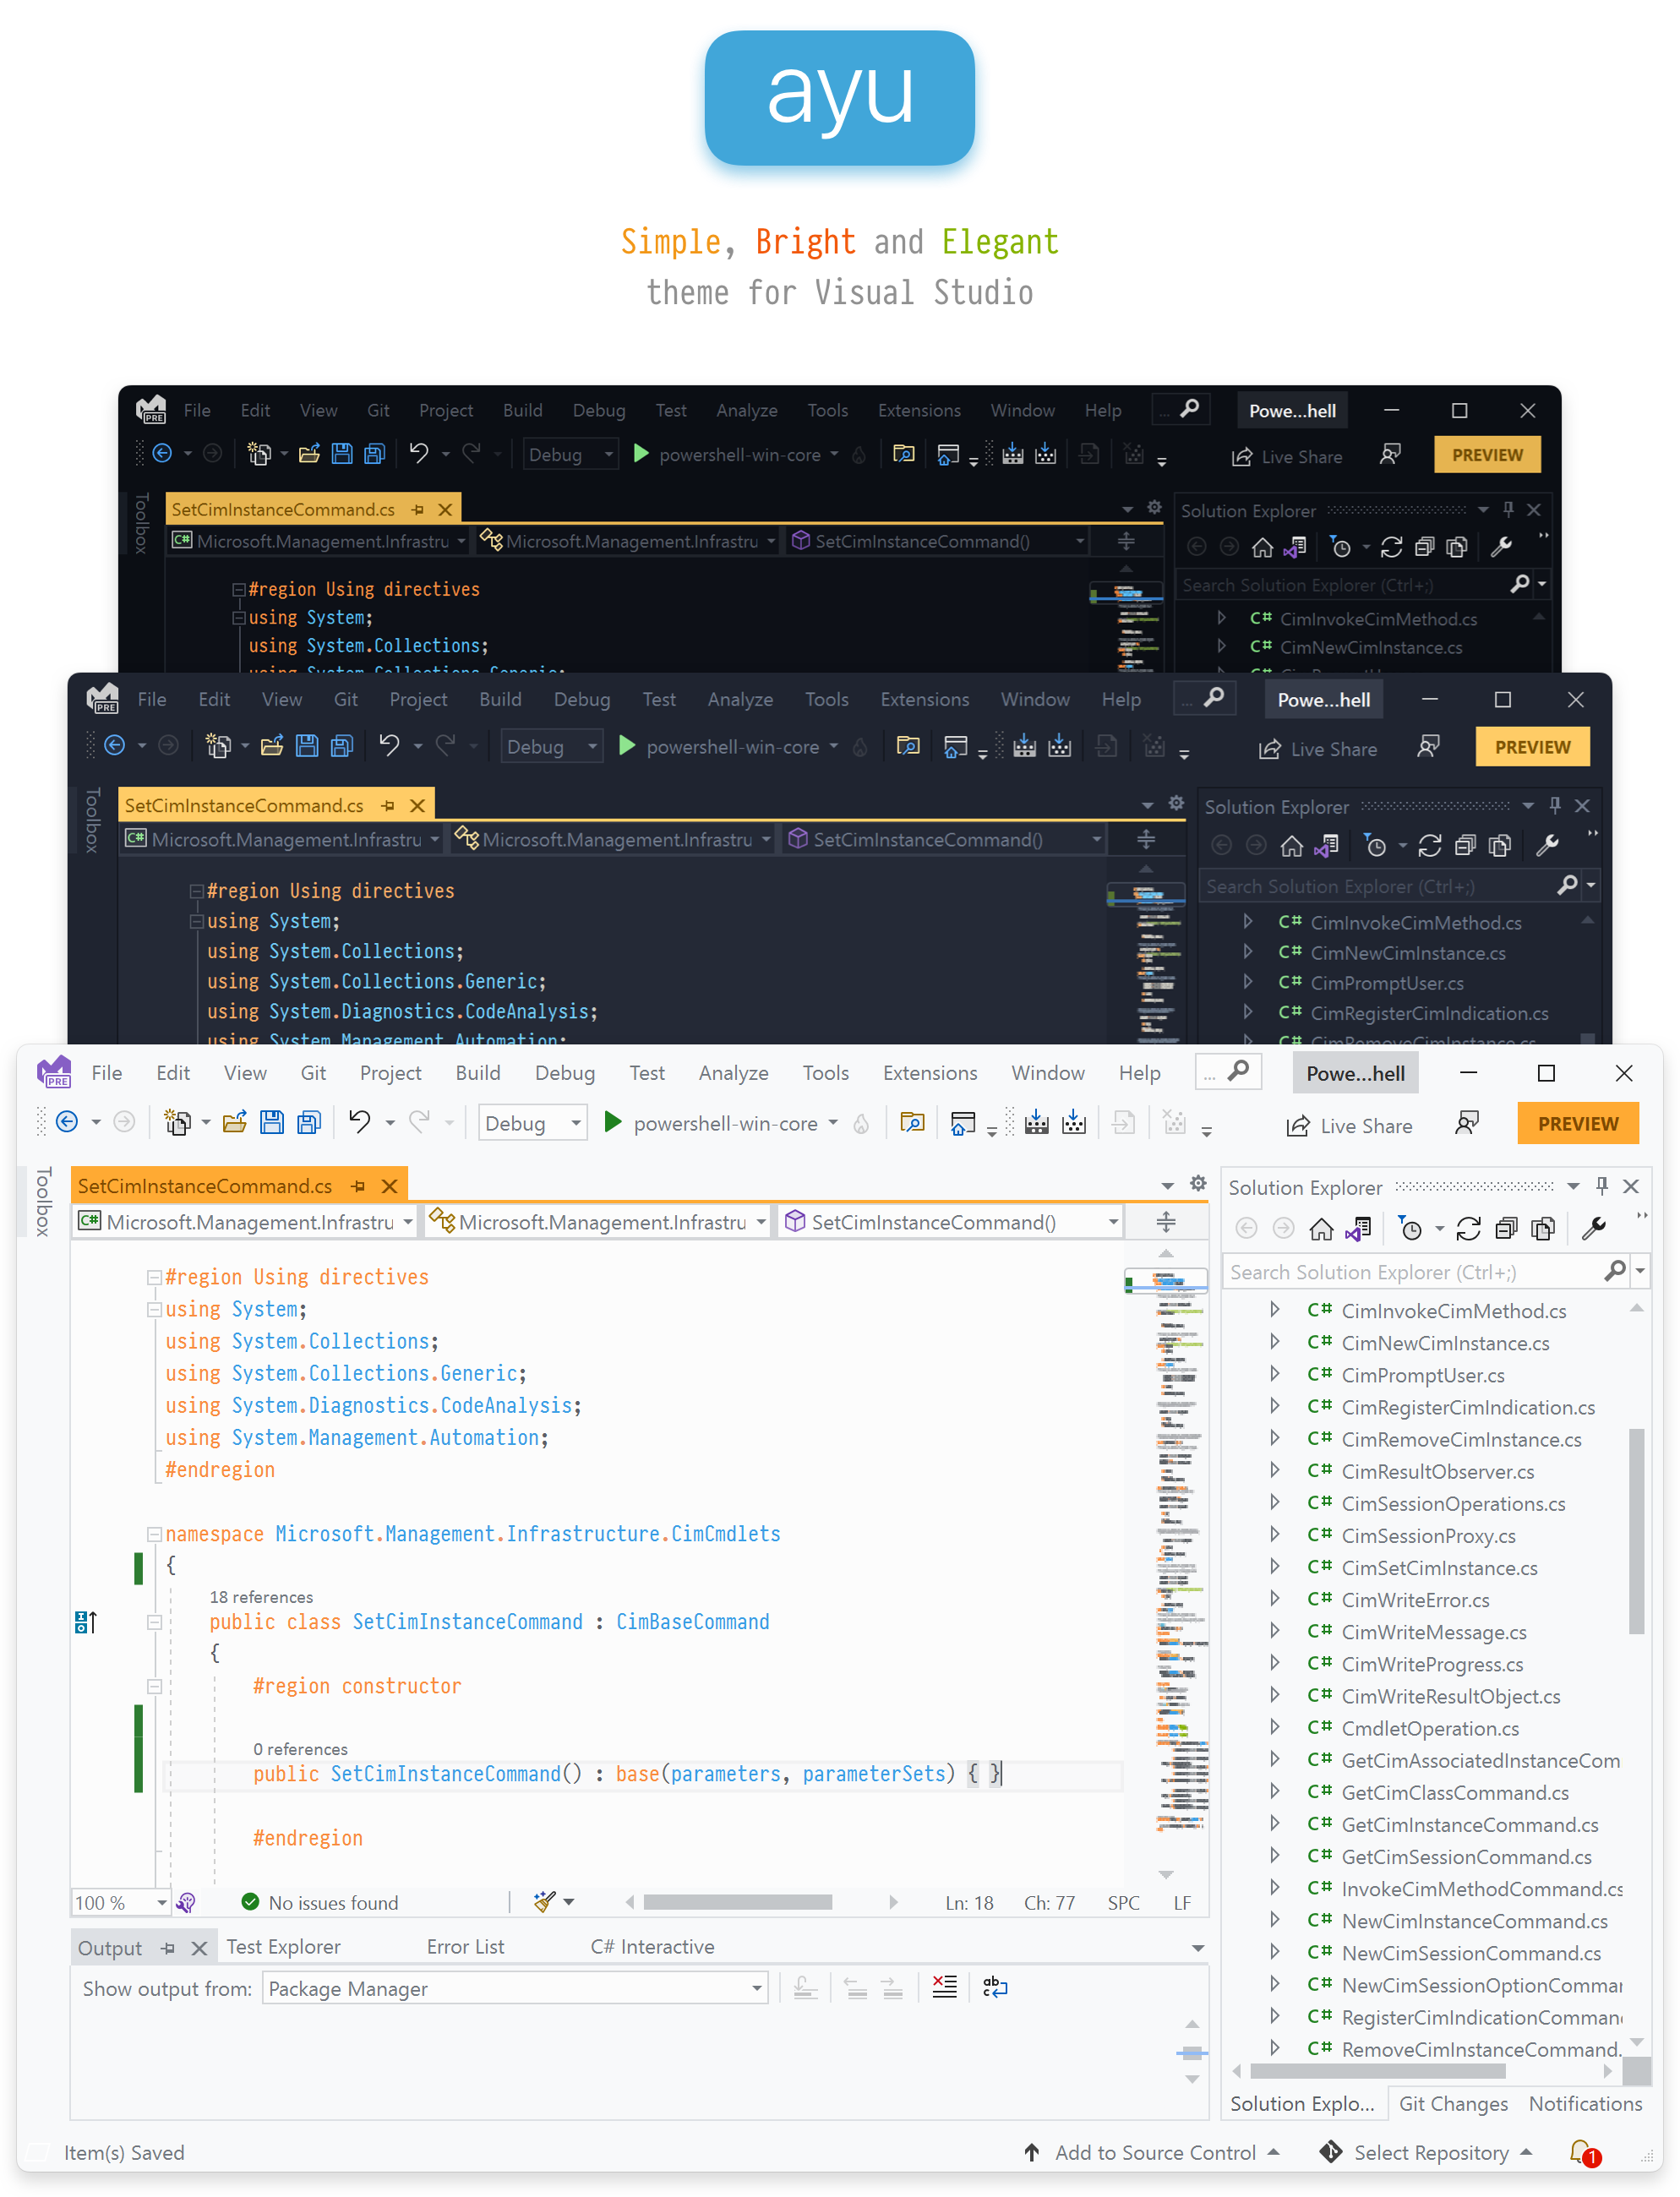 ayu
Simple, Bright and Elegant
theme for Visual Studio
PRE File Edit View Git Project Build Debug Test Analyze Tools Extensions Window Help ... Powe...hell
Debug powershell-win-core Live Share PREVIEW
Toolbox
SetCimInstanceCommand.cs
Solution Explorer
C# Microsoft.Management.Infrastru Microsoft.Management.Infrastru SetCimInstanceCommand()
Search Solution Explorer (Ctrl+;)
#region Using directives
using System;
using System.Collections;
using System.Collections.Generic;
C# CimInvokeCimMethod.cs
C# CimNewCimInstance.cs
PRE File Edit View Git Project Build Debug Test Analyze Tools Extensions Window Help ... Powe...hell
Debug powershell-win-core Live Share PREVIEW
Toolbox
SetCimInstanceCommand.cs
Solution Explorer
C# Microsoft.Management.Infrastru Microsoft.Management.Infrastru SetCimInstanceCommand()
Search Solution Explorer (Ctrl+;)
#region Using directives
using System;
using System.Collections;
using System.Collections.Generic;
using System.Diagnostics.CodeAnalysis;
using System.Management.Automation;
C# CimInvokeCimMethod.cs
C# CimNewCimInstance.cs
C# CimPromptUser.cs
C# CimRegisterCimIndication.cs
C# CimRemoveCimInstance.cs
PRE File Edit View Git Project Build Debug Test Analyze Tools Extensions Window Help ... Powe...hell
Debug powershell-win-core Live Share PREVIEW
Toolbox
SetCimInstanceCommand.cs
C# Microsoft.Management.Infrastru Microsoft.Management.Infrastru SetCimInstanceCommand()
#region Using directives
using System;
using System.Collections;
using System.Collections.Generic;
using System.Diagnostics.CodeAnalysis;
using System.Management.Automation;
#endregion
namespace Microsoft.Management.Infrastructure.CimCmdlets
{
18 references
public class SetCimInstanceCommand : CimBaseCommand
{
#region constructor
0 references
public SetCimInstanceCommand() : base(parameters, parameterSets) { }
#endregion
100 % No issues found Ln: 18 Ch: 77 SPC LF
Output Test Explorer Error List C# Interactive
Show output from: Package Manager
Solution Explorer
Search Solution Explorer (Ctrl+;)
C# CimInvokeCimMethod.cs
C# CimNewCimInstance.cs
C# CimPromptUser.cs
C# CimRegisterCimIndication.cs
C# CimRemoveCimInstance.cs
C# CimResultObserver.cs
C# CimSessionOperations.cs
C# CimSessionProxy.cs
C# CimSetCimInstance.cs
C# CimWriteError.cs
C# CimWriteMessage.cs
C# CimWriteProgress.cs
C# CimWriteResultObject.cs
C# CmdletOperation.cs
C# GetCimAssociatedInstanceCom
C# GetCimClassCommand.cs
C# GetCimInstanceCommand.cs
C# GetCimSessionCommand.cs
C# InvokeCimMethodCommand.cs
C# NewCimInstanceCommand.cs
C# NewCimSessionCommand.cs
C# NewCimSessionOptionComma
C# RegisterCimIndicationComman
C# RemoveCimInstanceCommand.
Solution Explo... Git Changes Notifications
Item(s) Saved Add to Source Control Select Repository 1